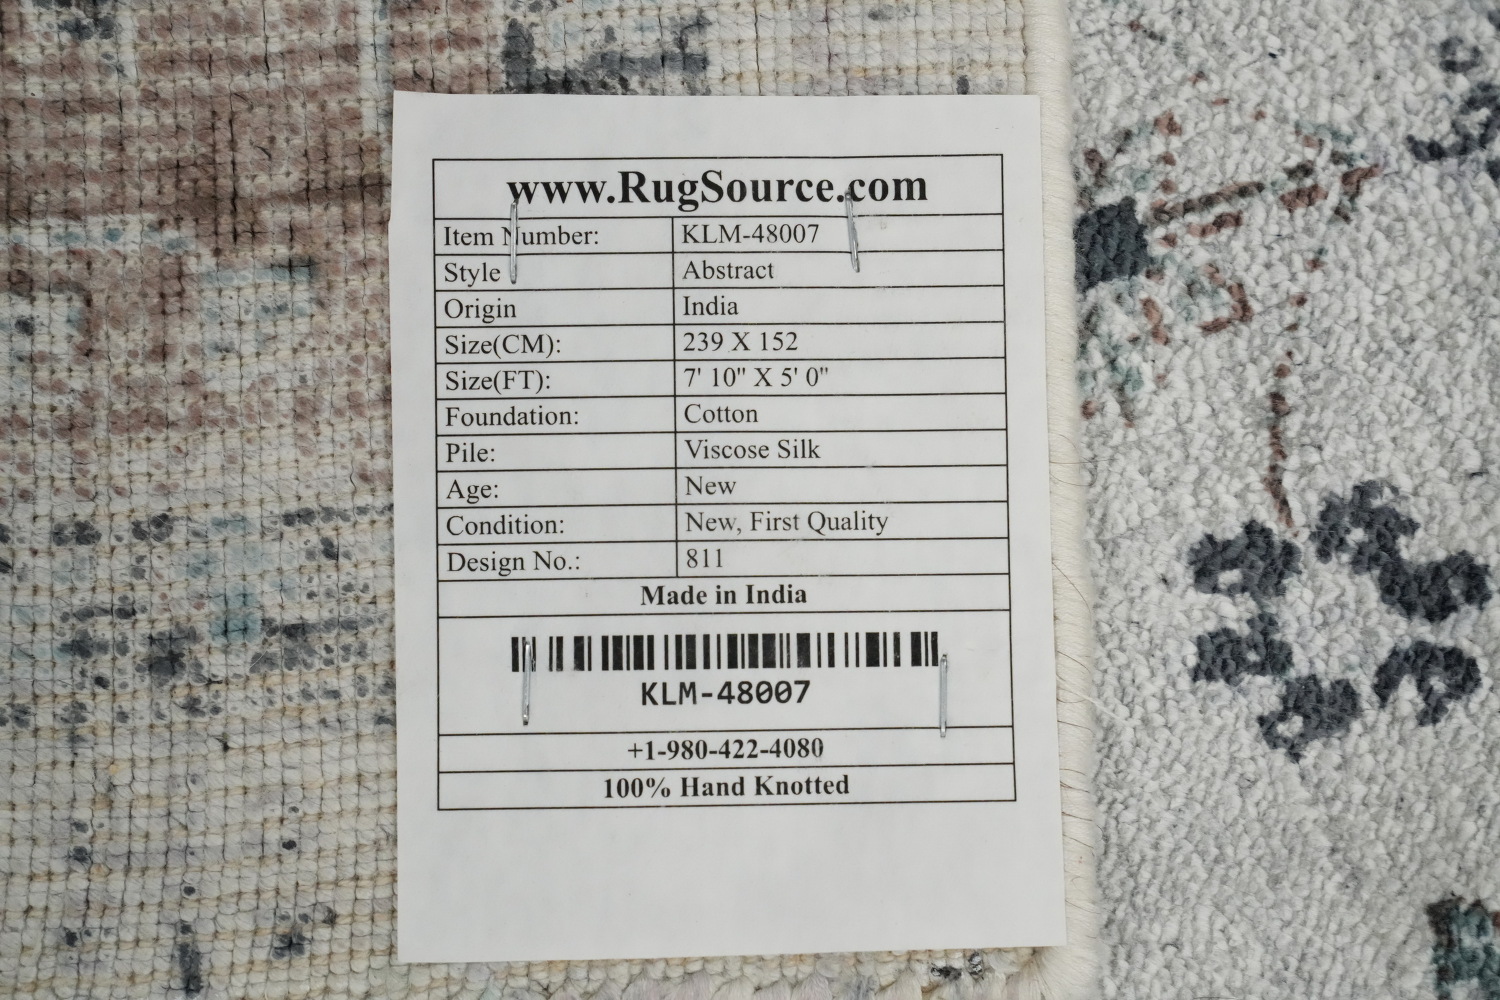 www.RugSource.com
Item Number: KLM-48007
Style Abstract
Origin India
Size(CM): 239 X 152
Size(FT): 7' 10" X 5' 0"
Foundation: Cotton
Pile: Viscose Silk
Age: New
Condition: New, First Quality
Design No.: 811
Made in India
KLM-48007
+1-980-422-4080
100% Hand Knotted